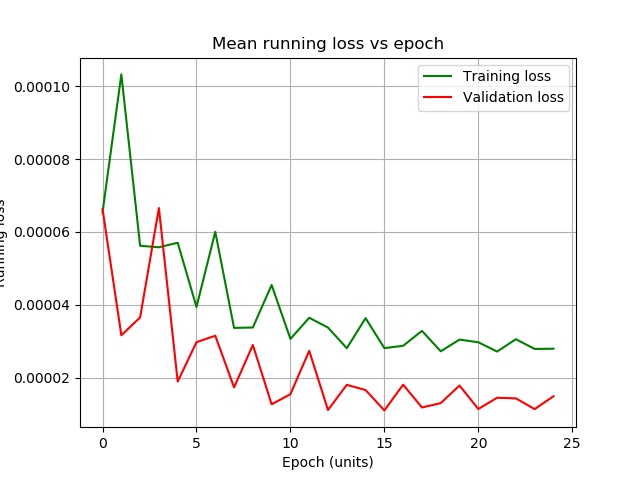 Mean running loss vs epoch
Training loss
Validation loss
0.00010
0.00008
0.00006
0.00004
0.00002
0 5 10 15 20 25
Epoch (units)
loss